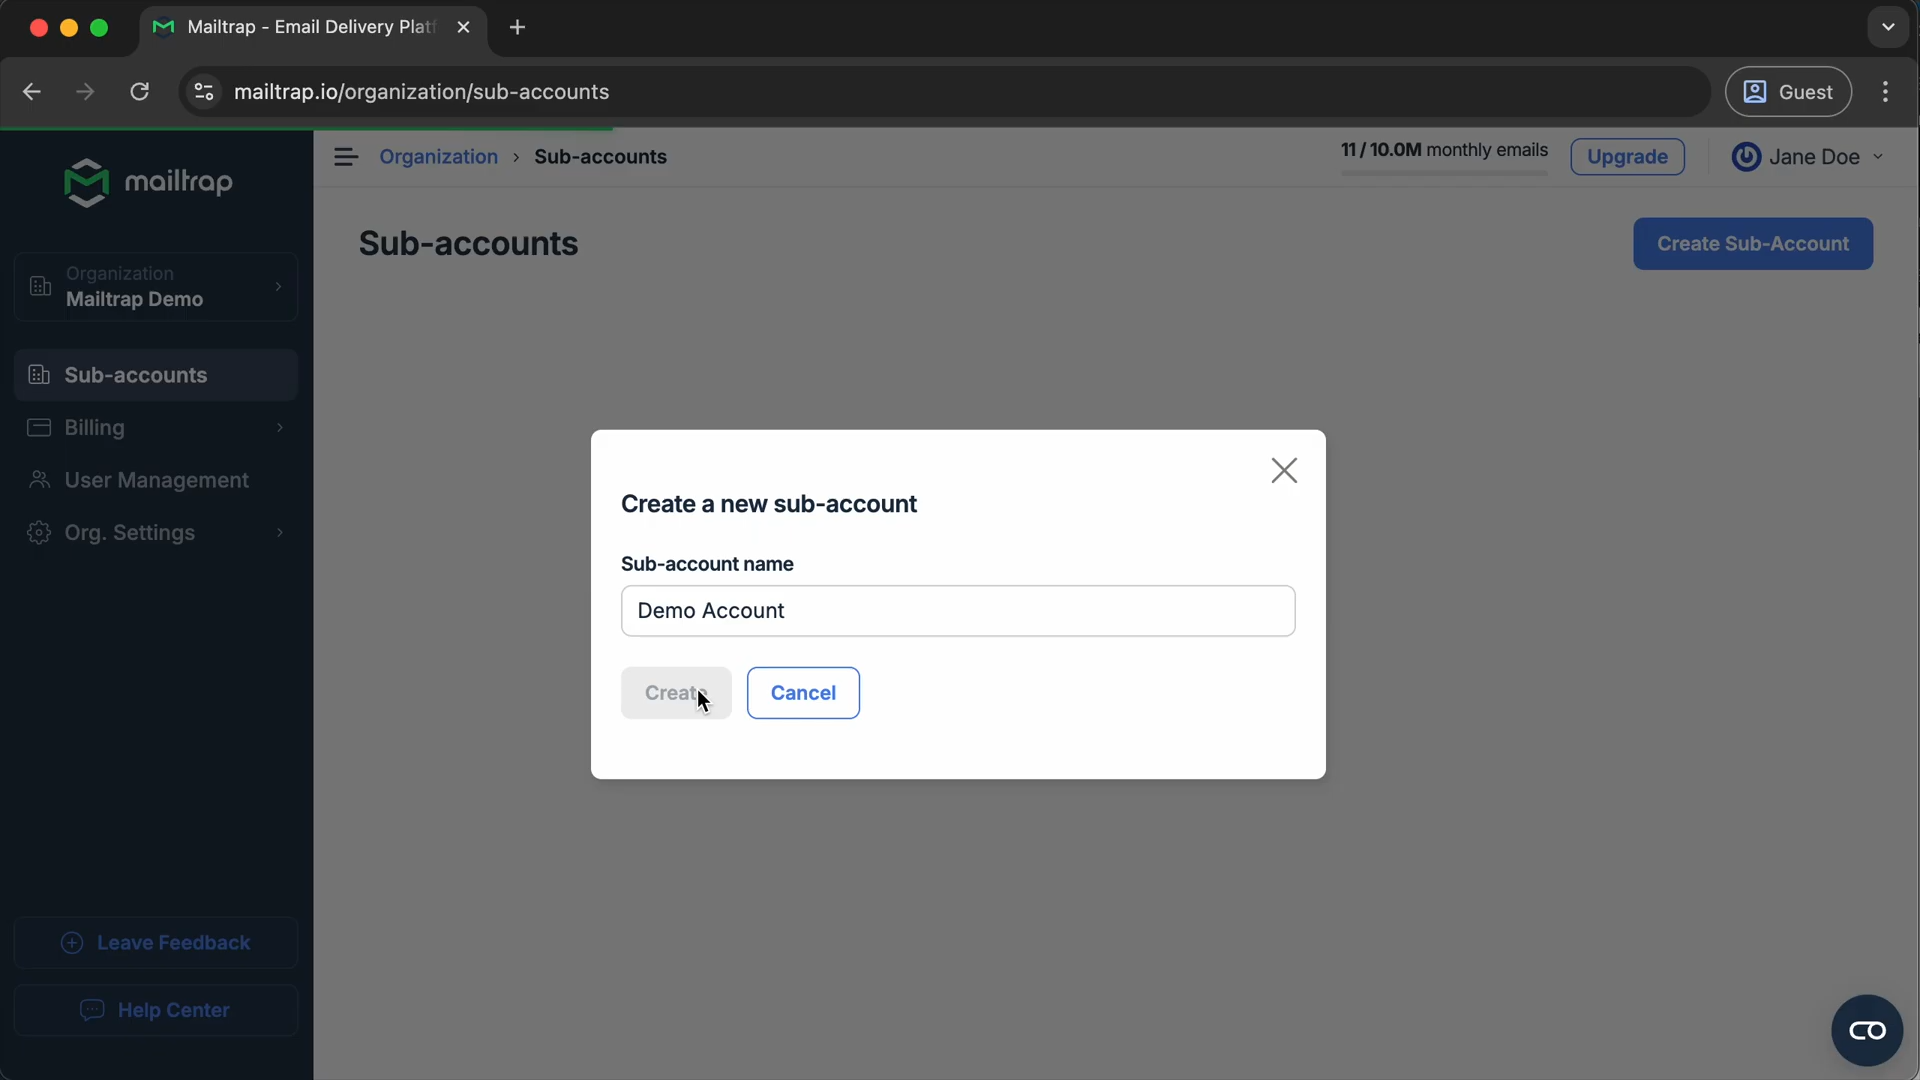 Mailtrap - Email Delivery Platf
mailtrap.io/organization/sub-accounts
Guest
mailtrap
Organization › Sub-accounts
11 / 10.0M monthly emails
Upgrade
Jane Doe
Organization
Mailtrap Demo
Sub-accounts
Create Sub-Account
Sub-accounts
Billing
User Management
Org. Settings
Create a new sub-account
Sub-account name
Demo Account
Create
Cancel
Leave Feedback
Help Center